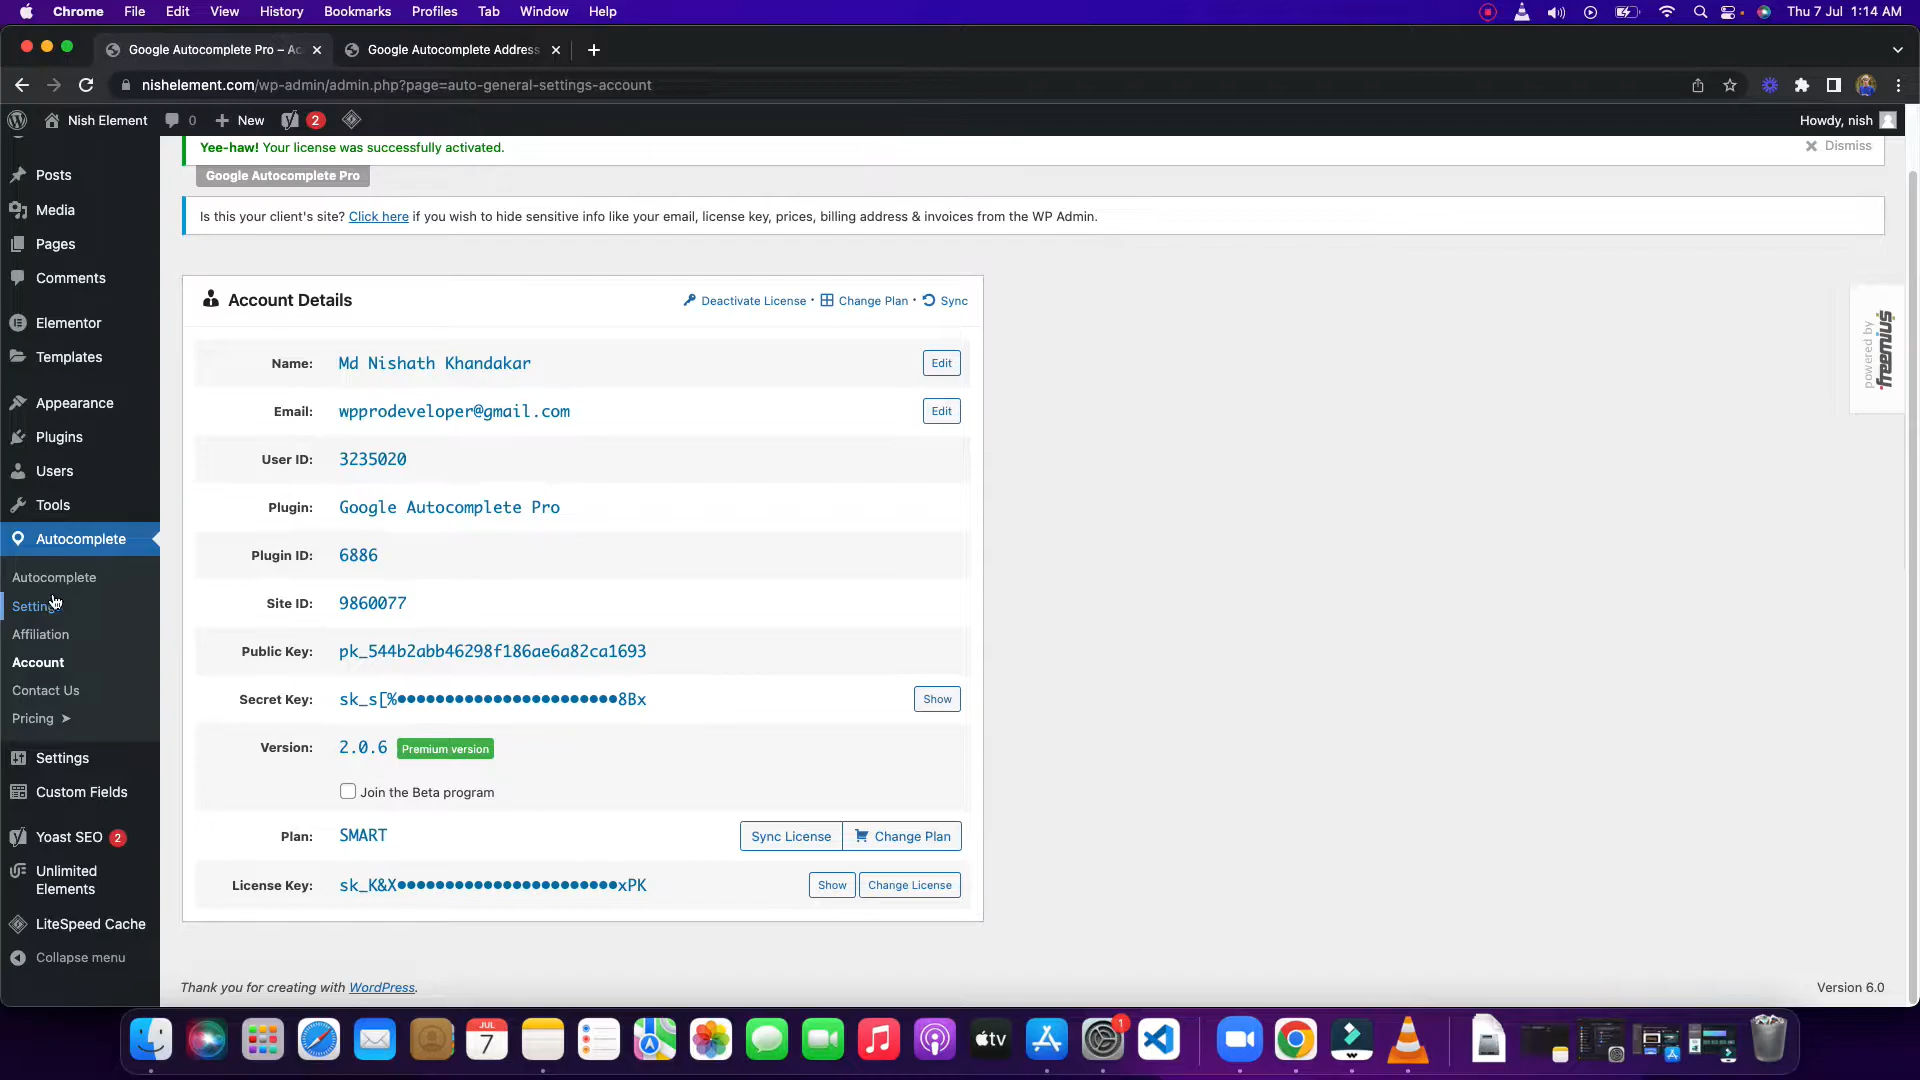 Chrome File Edit View History Bookmarks Profiles Tab Window Help Thu 7 Jul 1:14 AM
Google Autocomplete Pro – Ac Google Autocomplete Address
nishelement.com/wp-admin/admin.php?page=auto-general-settings-account
Nish Element 0 New 2 Howdy, nish
Yee-haw! Your license was successfully activated. Dismiss
Google Autocomplete Pro
Is this your client's site? Click here if you wish to hide sensitive info like your email, license key, prices, billing address & invoices from the WP Admin.
Posts
Media
Pages
Comments
Elementor
Templates
Appearance
Plugins
Users
Tools
Autocomplete
Autocomplete
Settings
Affiliation
Account
Contact Us
Pricing ➤
Settings
Custom Fields
Yoast SEO 2
Unlimited
Elements
LiteSpeed Cache
Collapse menu
Account Details Deactivate License · Change Plan · Sync
Name: Md Nishath Khandakar Edit
Email: wpprodeveloper@gmail.com Edit
User ID: 3235020
Plugin: Google Autocomplete Pro
Plugin ID: 6886
Site ID: 9860077
Public Key: pk_544b2abb46298f186ae6a82ca1693
Secret Key: sk_s[%•••••••••••••••••••••••8Bx Show
Version: 2.0.6 Premium version
Join the Beta program
Plan: SMART Sync License Change Plan
License Key: sk_K&X•••••••••••••••••••••••xPK Show Change License
powered by
freemius
Thank you for creating with WordPress. Version 6.0
JUL
7
tv
1